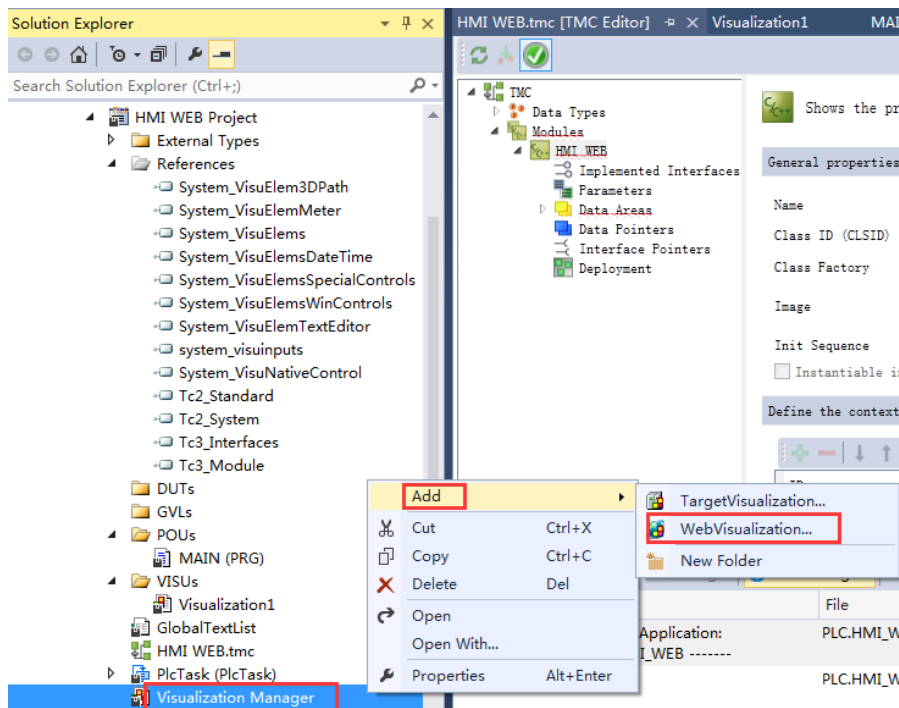 Solution Explorer
Search Solution Explorer (Ctrl+;)
HMI WEB Project
External Types
References
System_VisuElem3DPath
System_VisuElemMeter
System_VisuElems
System_VisuElemsDateTime
System_VisuElemsSpecialControls
System_VisuElemsWinControls
System_VisuElemTextEditor
system_visuinputs
System_VisuNativeControl
Tc2_Standard
Tc2_System
Tc3_Interfaces
Tc3_Module
DUTs
GVLs
POUs
MAIN (PRG)
VISUs
Visualization1
GlobalTextList
HMI WEB.tmc
PlcTask (PlcTask)
Visualization Manager
HMI WEB.tmc [TMC Editor] Visualization1 MAI
TMC
Data Types
Modules
HMI_WEB
Implemented Interfaces
Parameters
Data Areas
Data Pointers
Interface Pointers
Deployment
Shows the pr
General properties
Name
Class ID (CLSID)
Class Factory
Image
Init Sequence
Instantiable i
Define the context
Add
Cut Ctrl+X
Copy Ctrl+C
Delete Del
Open
Open With...
Properties Alt+Enter
TargetVisualization...
WebVisualization...
New Folder
File
Application: PLC.HMI_W
I_WEB -------
PLC.HMI_W